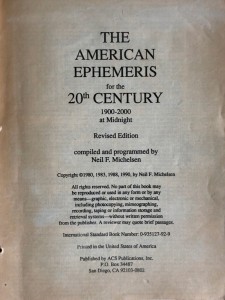 THE
AMERICAN
EPHEMERIS
for the
20th CENTURY
1900-2000
at Midnight
Revised Edition
compiled and programmed by
Neil F. Michelsen
Copyright ©1980, 1983, 1988, 1990, by Neil F. Michelsen
All rights reserved. No part of this book may
be reproduced or used in any form or by any
means—graphic, electronic or mechanical,
including photocopying, mimeographing,
recording, taping or information storage and
retrieval systems—without written permission
from the publisher. A reviewer may quote brief passages.
International Standard Book Number: 0-935127-02-9
Printed in the United States of America
Published by ACS Publications, Inc.
P.O. Box 34487
San Diego, CA 92103-0802